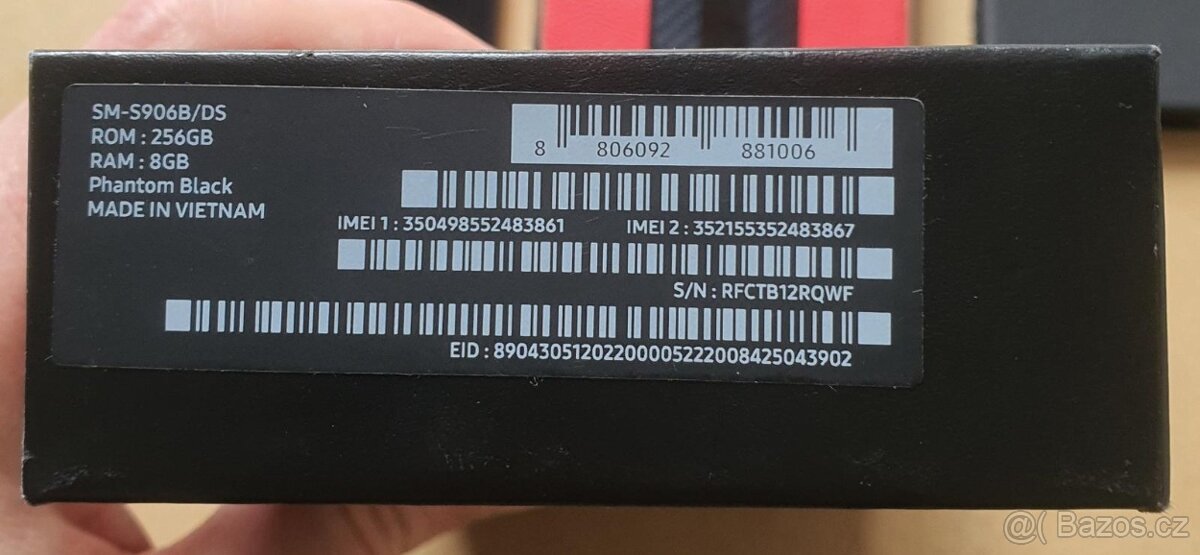 SM-S906B/DS
ROM : 256GB
RAM : 8GB
Phantom Black
MADE IN VIETNAM
8 806092 881006
IMEI 1 : 350498552483861 IMEI 2 : 352155352483867
S/N : RFCTB12RQWF
EID : 89043051202200005222008425043902
@( Bazos.cz